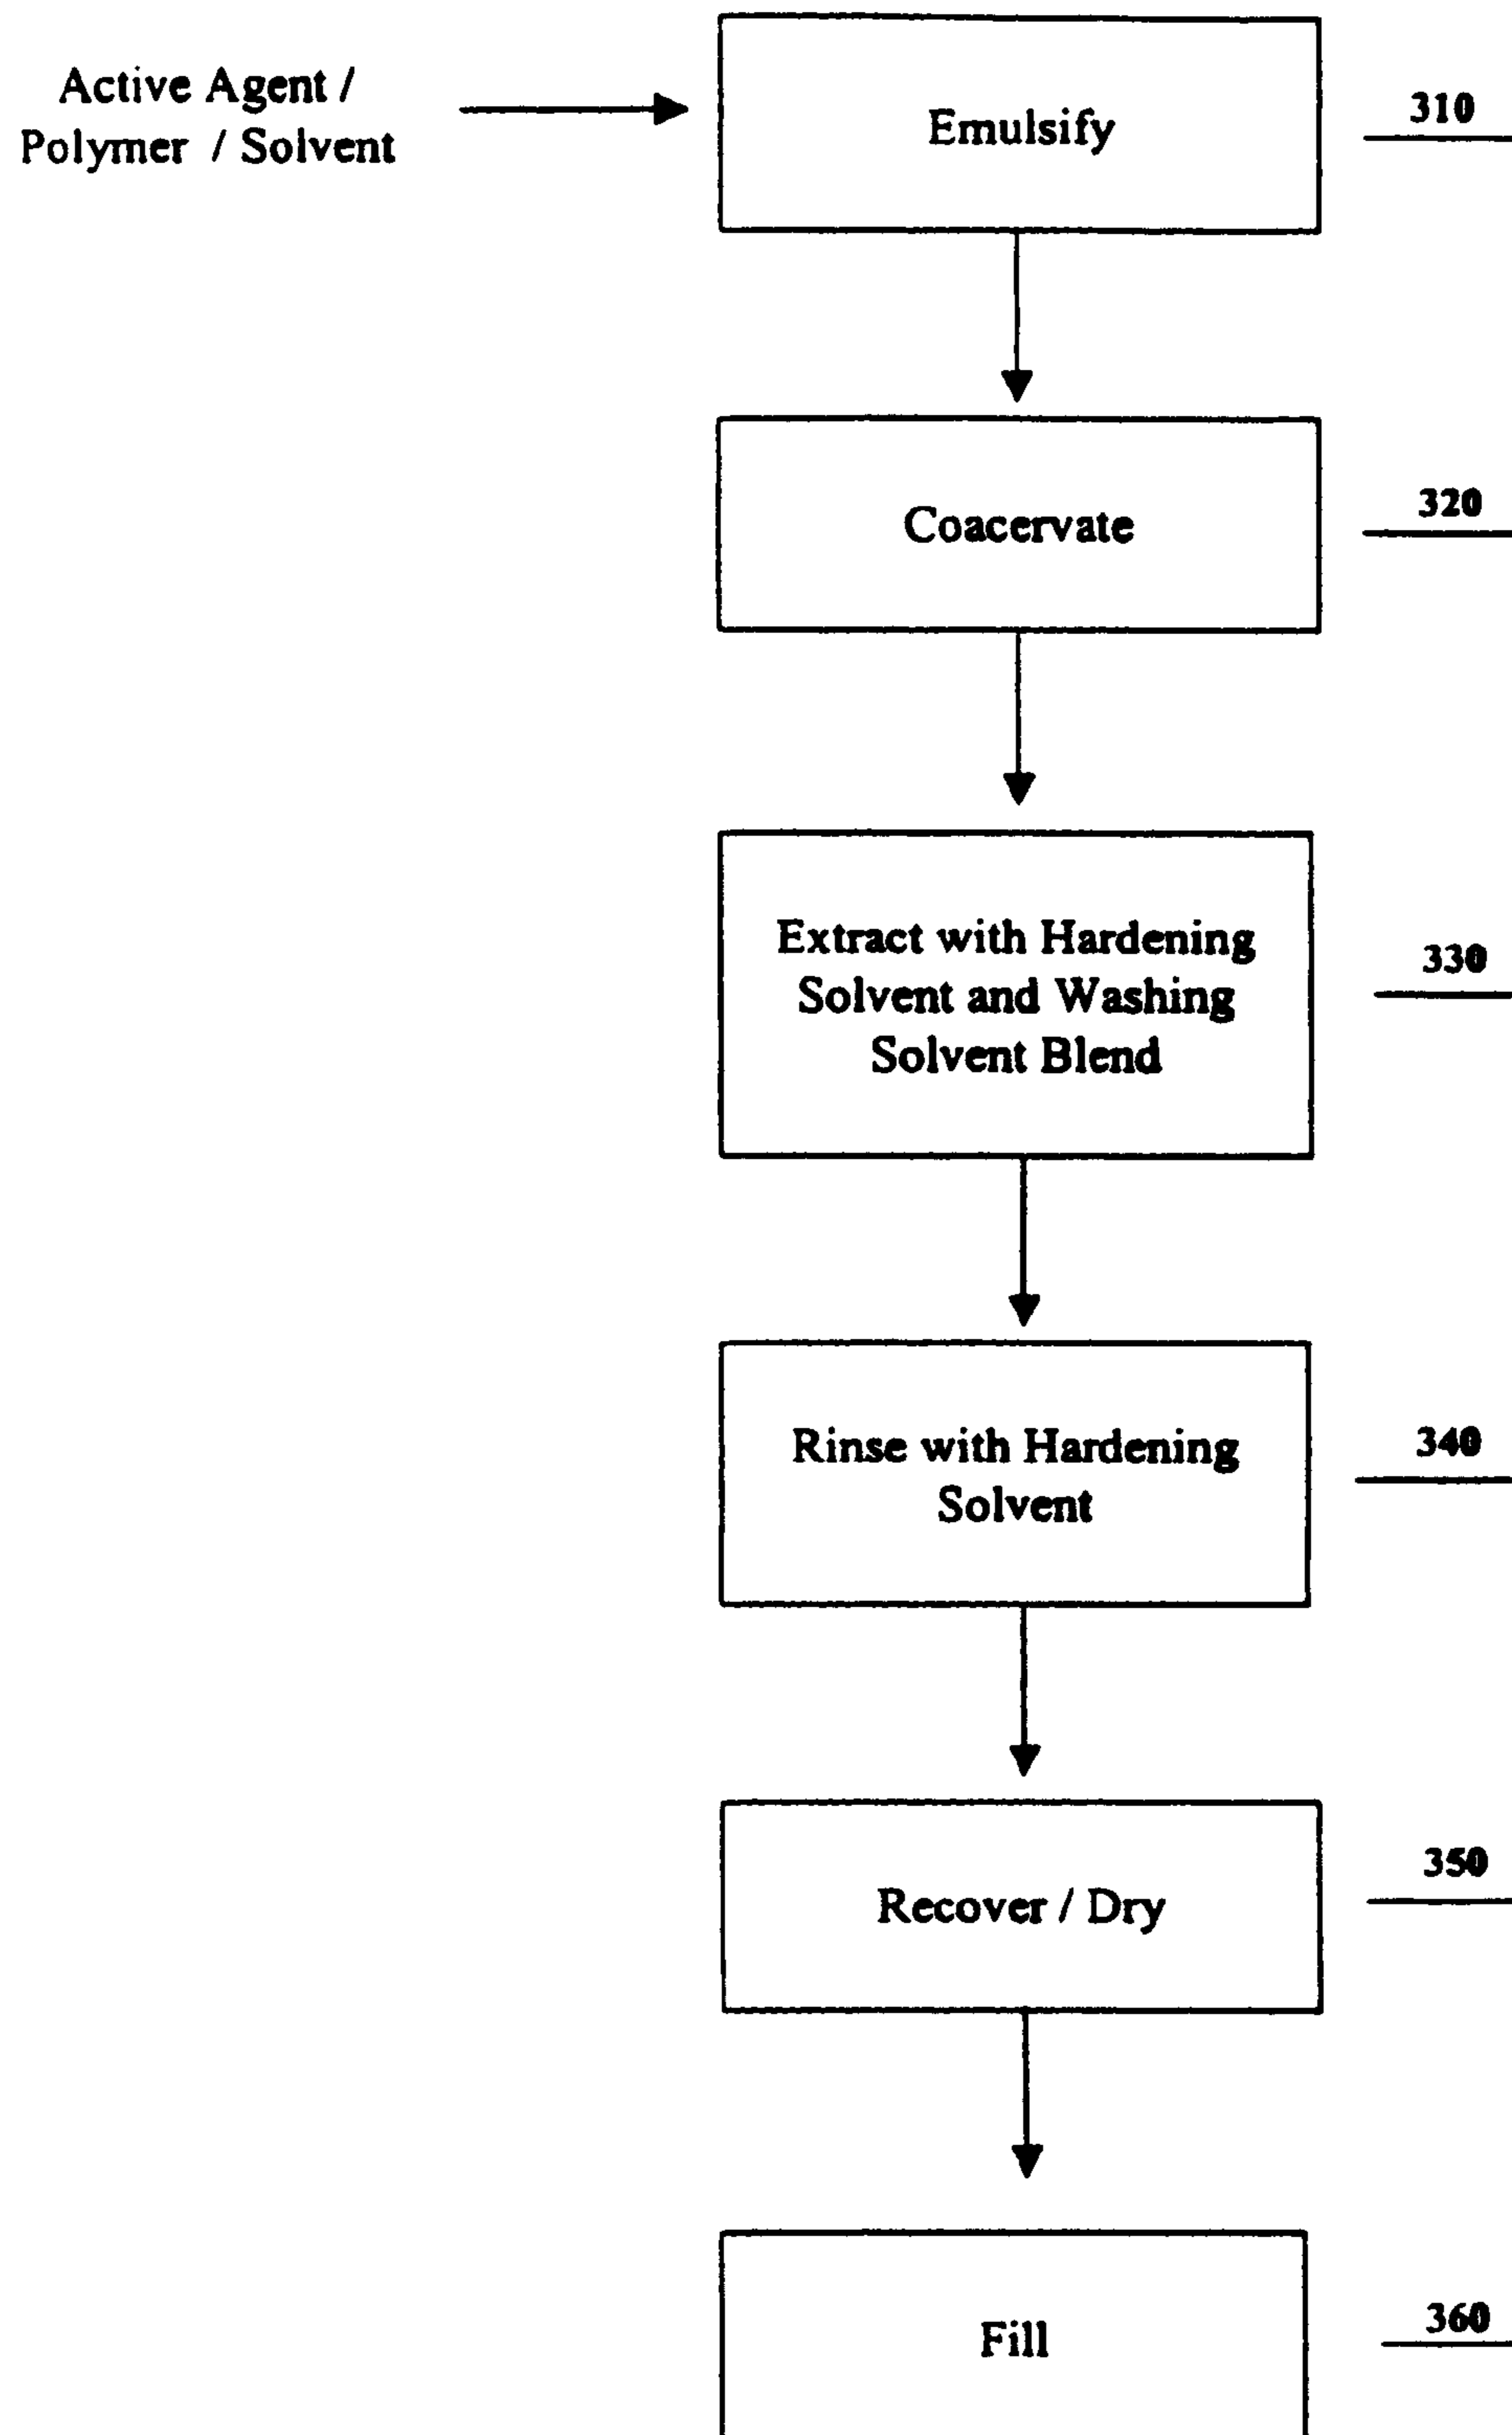 Active Agent /
Polymer / Solvent
Emulsify
310
Coacervate
320
Extract with Hardening
Solvent and Washing
Solvent Blend
330
Rinse with Hardening
Solvent
340
Recover / Dry
350
Fill
360